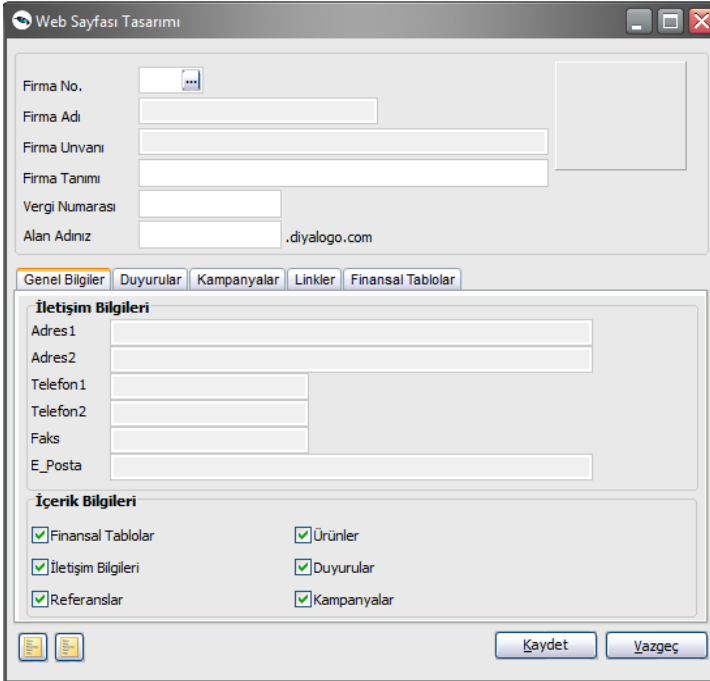 Web Sayfası Tasarımı
Firma No.
...
Firma Adı
Firma Unvanı
Firma Tanımı
Vergi Numarası
Alan Adınız .diyalogo.com
Genel Bilgiler Duyurular Kampanyalar Linkler Finansal Tablolar
İletişim Bilgileri
Adres1
Adres2
Telefon1
Telefon2
Faks
E_Posta
İçerik Bilgileri
Finansal Tablolar Ürünler
İletişim Bilgileri Duyurular
Referanslar Kampanyalar
Kaydet Vazgeç